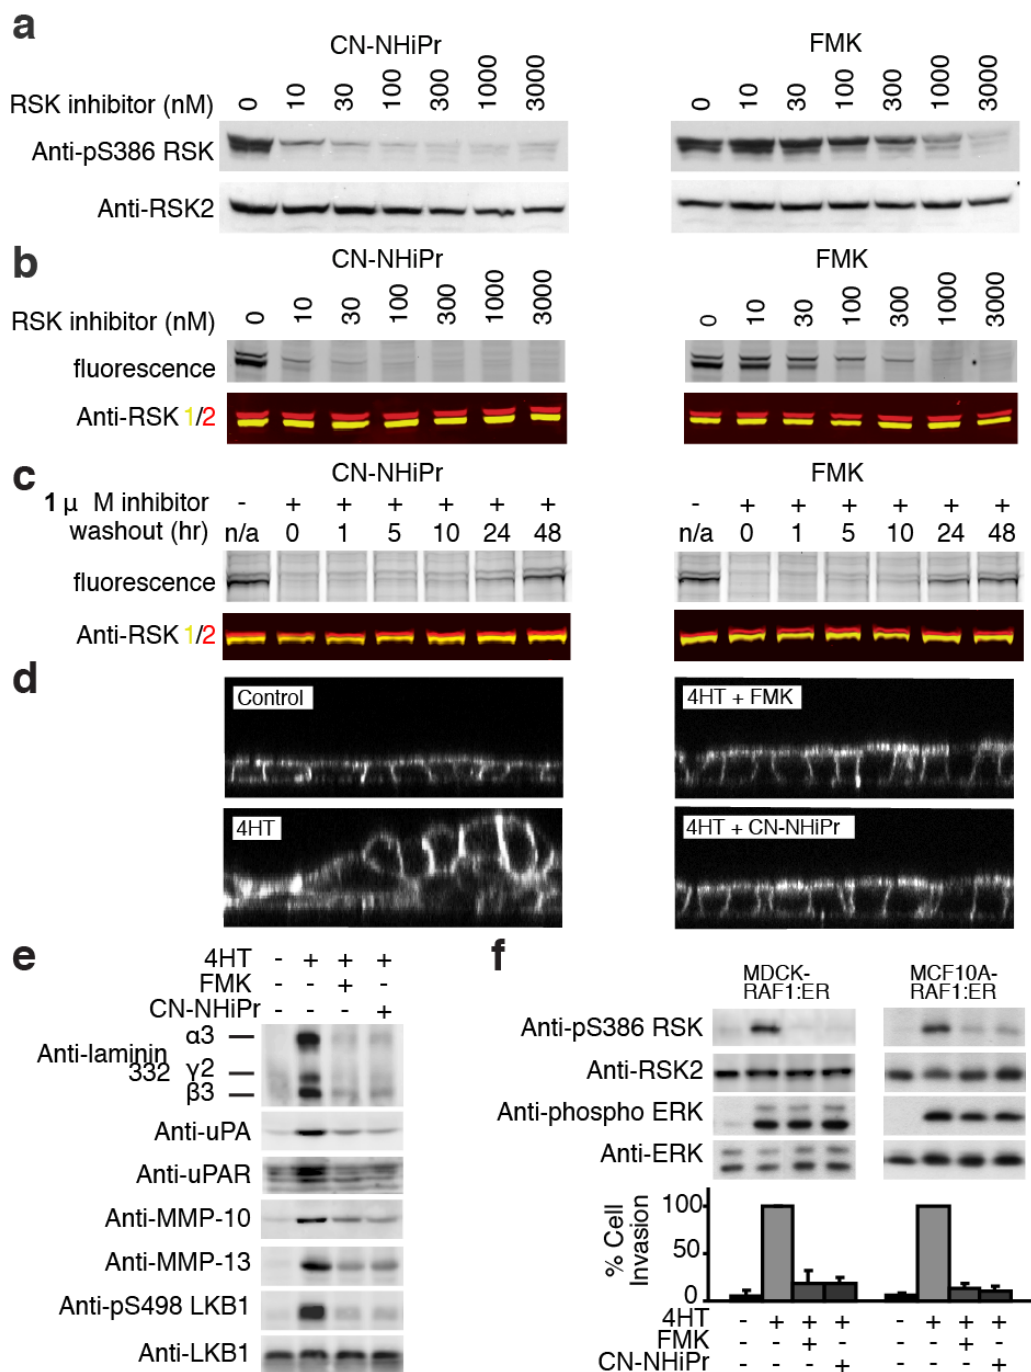 a
CN-NHiPr FMK
RSK inhibitor (nM) 0 10 30 100 300 1000 3000 0 10 30 100 300 1000 3000
Anti-pS386 RSK
Anti-RSK2
b
CN-NHiPr FMK
RSK inhibitor (nM) 0 10 30 100 300 1000 3000 0 10 30 100 300 1000 3000
fluorescence
Anti-RSK 1/2
c
CN-NHiPr FMK
1 μ M inhibitor - + + + + + + - + + + + + +
washout (hr) n/a 0 1 5 10 24 48 n/a 0 1 5 10 24 48
fluorescence
Anti-RSK 1/2
d
Control 4HT + FMK
4HT 4HT + CN-NHiPr
e
4HT - + + +
FMK - - + -
CN-NHiPr - - - +
Anti-laminin 332 α3 γ2 β3
Anti-uPA
Anti-uPAR
Anti-MMP-10
Anti-MMP-13
Anti-pS498 LKB1
Anti-LKB1
f
MDCK- MCF10A-
RAF1:ER RAF1:ER
Anti-pS386 RSK
Anti-RSK2
Anti-phospho ERK
Anti-ERK
% Cell Invasion
100
50
0
4HT - + + + - + + +
FMK - - + - - - + -
CN-NHiPr - - - + - - - +